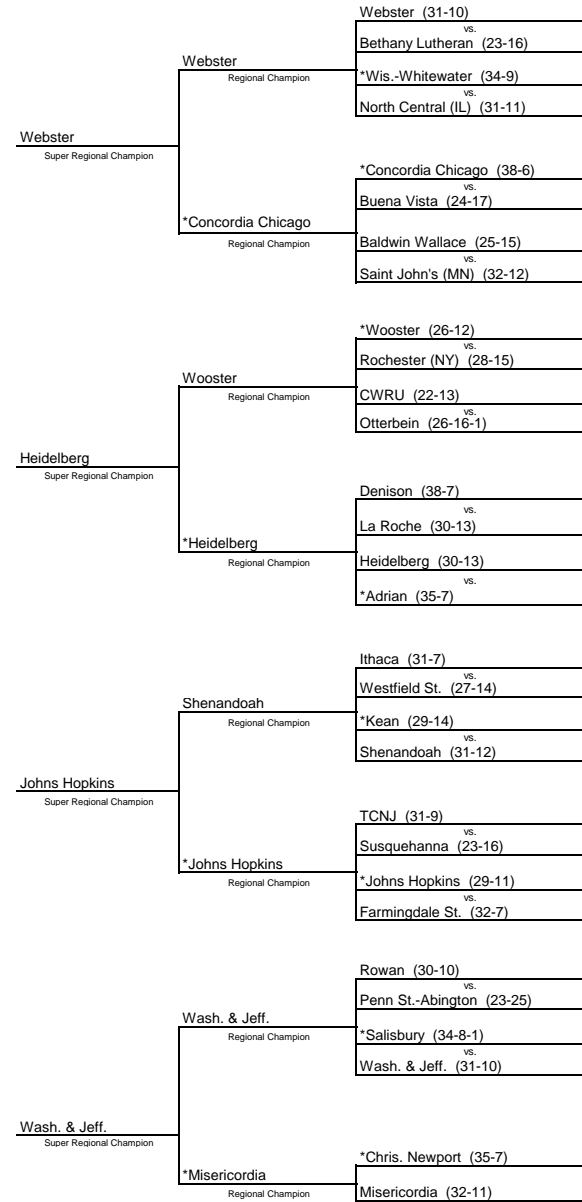 Webster (31-10)
vs.
Bethany Lutheran (23-16)
Webster
Regional Champion
*Wis.-Whitewater (34-9)
vs.
North Central (IL) (31-11)
Webster
Super Regional Champion
*Concordia Chicago (38-6)
vs.
Buena Vista (24-17)
*Concordia Chicago
Regional Champion
Baldwin Wallace (25-15)
vs.
Saint John's (MN) (32-12)
*Wooster (26-12)
vs.
Rochester (NY) (28-15)
Wooster
Regional Champion
CWRU (22-13)
vs.
Otterbein (26-16-1)
Heidelberg
Super Regional Champion
Denison (38-7)
vs.
La Roche (30-13)
*Heidelberg
Regional Champion
Heidelberg (30-13)
vs.
*Adrian (35-7)
Ithaca (31-7)
vs.
Westfield St. (27-14)
Shenandoah
Regional Champion
*Kean (29-14)
vs.
Shenandoah (31-12)
Johns Hopkins
Super Regional Champion
TCNJ (31-9)
vs.
Susquehanna (23-16)
*Johns Hopkins
Regional Champion
*Johns Hopkins (29-11)
vs.
Farmingdale St. (32-7)
Rowan (30-10)
vs.
Penn St.-Abington (23-25)
Wash. & Jeff.
Regional Champion
*Salisbury (34-8-1)
vs.
Wash. & Jeff. (31-10)
Wash. & Jeff.
Super Regional Champion
*Chris. Newport (35-7)
*Misericordia
Regional Champion
Misericordia (32-11)